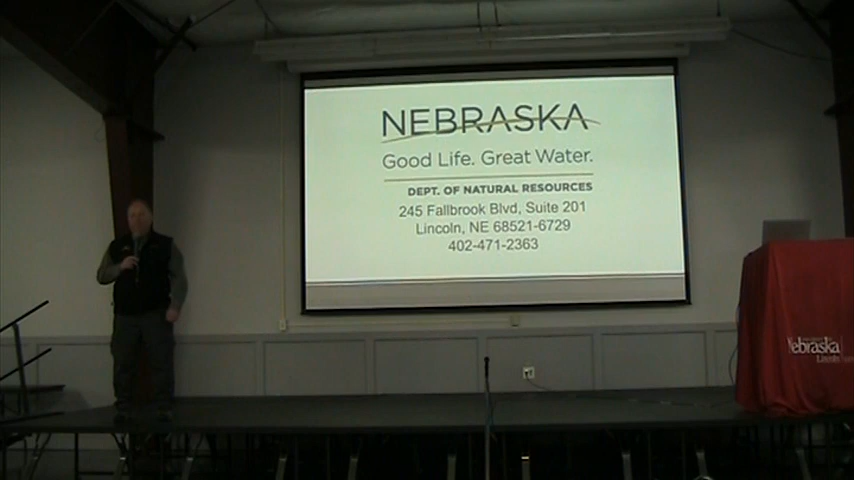 NEBRASKA
Good Life. Great Water.
DEPT. OF NATURAL RESOURCES
245 Fallbrook Blvd, Suite 201
Lincoln, NE 68521-6729
402-471-2363
Nebraska
Lincoln